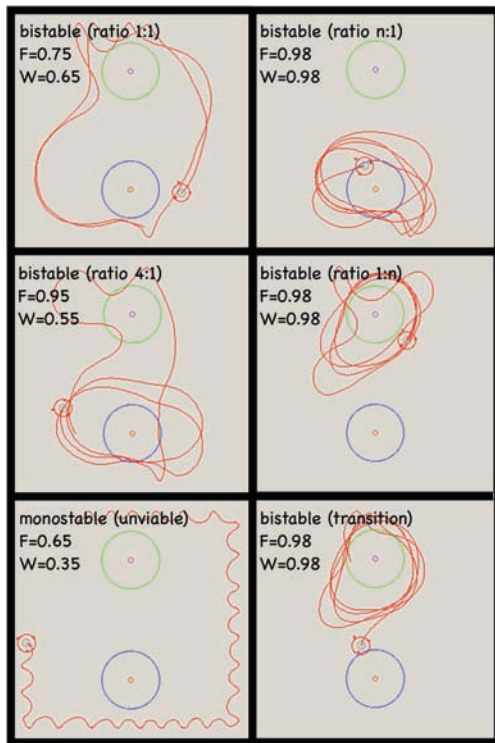 bistable (ratio 1:1)
F=0.75
W=0.65
bistable (ratio n:1)
F=0.98
W=0.98
bistable (ratio 4:1)
F=0.95
W=0.55
bistable (ratio 1:n)
F=0.98
W=0.98
monostable (unviable)
F=0.65
W=0.35
bistable (transition)
F=0.98
W=0.98